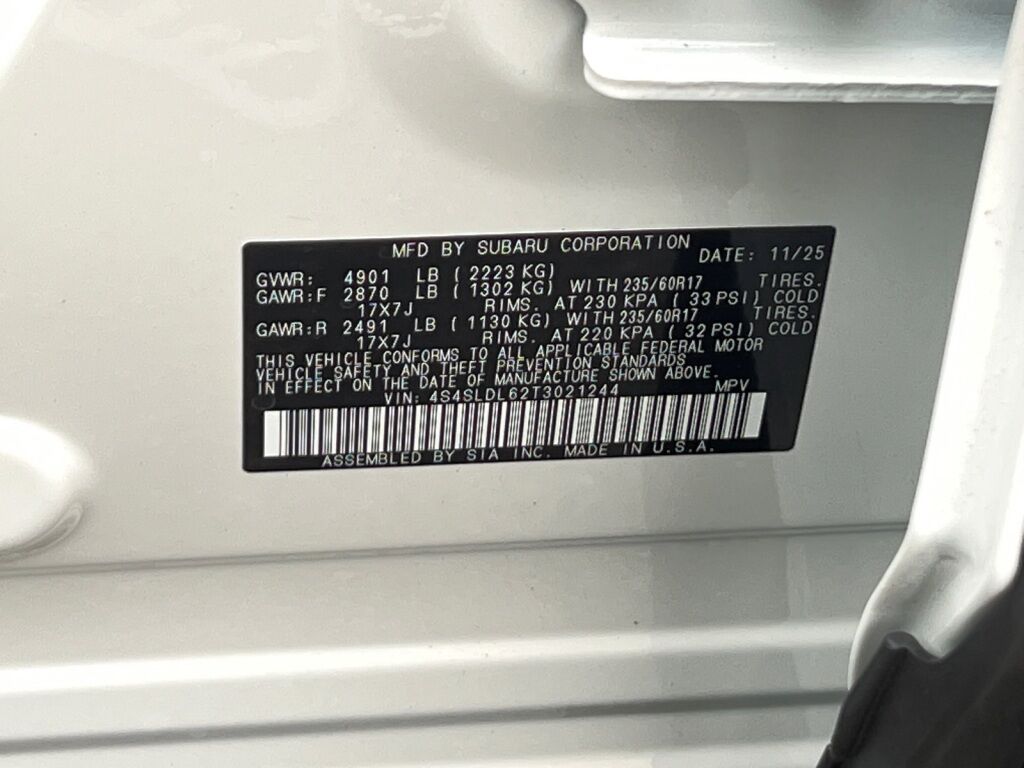 MFD BY SUBARU CORPORATION DATE: 11/25
GVWR: 4901 LB ( 2223 KG)
GAWR:F 2870 LB ( 1302 KG) WITH 235/60R17 TIRES.
17X7J RIMS. AT 230 KPA ( 33 PSI) COLD
GAWR:R 2491 LB ( 1130 KG) WITH 235/60R17 TIRES.
17X7J RIMS. AT 220 KPA ( 32 PSI) COLD
THIS VEHICLE CONFORMS TO ALL APPLICABLE FEDERAL MOTOR
VEHICLE SAFETY AND THEFT PREVENTION STANDARDS
IN EFFECT ON THE DATE OF MANUFACTURE SHOWN ABOVE.
VIN: 4S4SLDL62T3021244 MPV
ASSEMBLED BY SIA INC. MADE IN U.S.A.